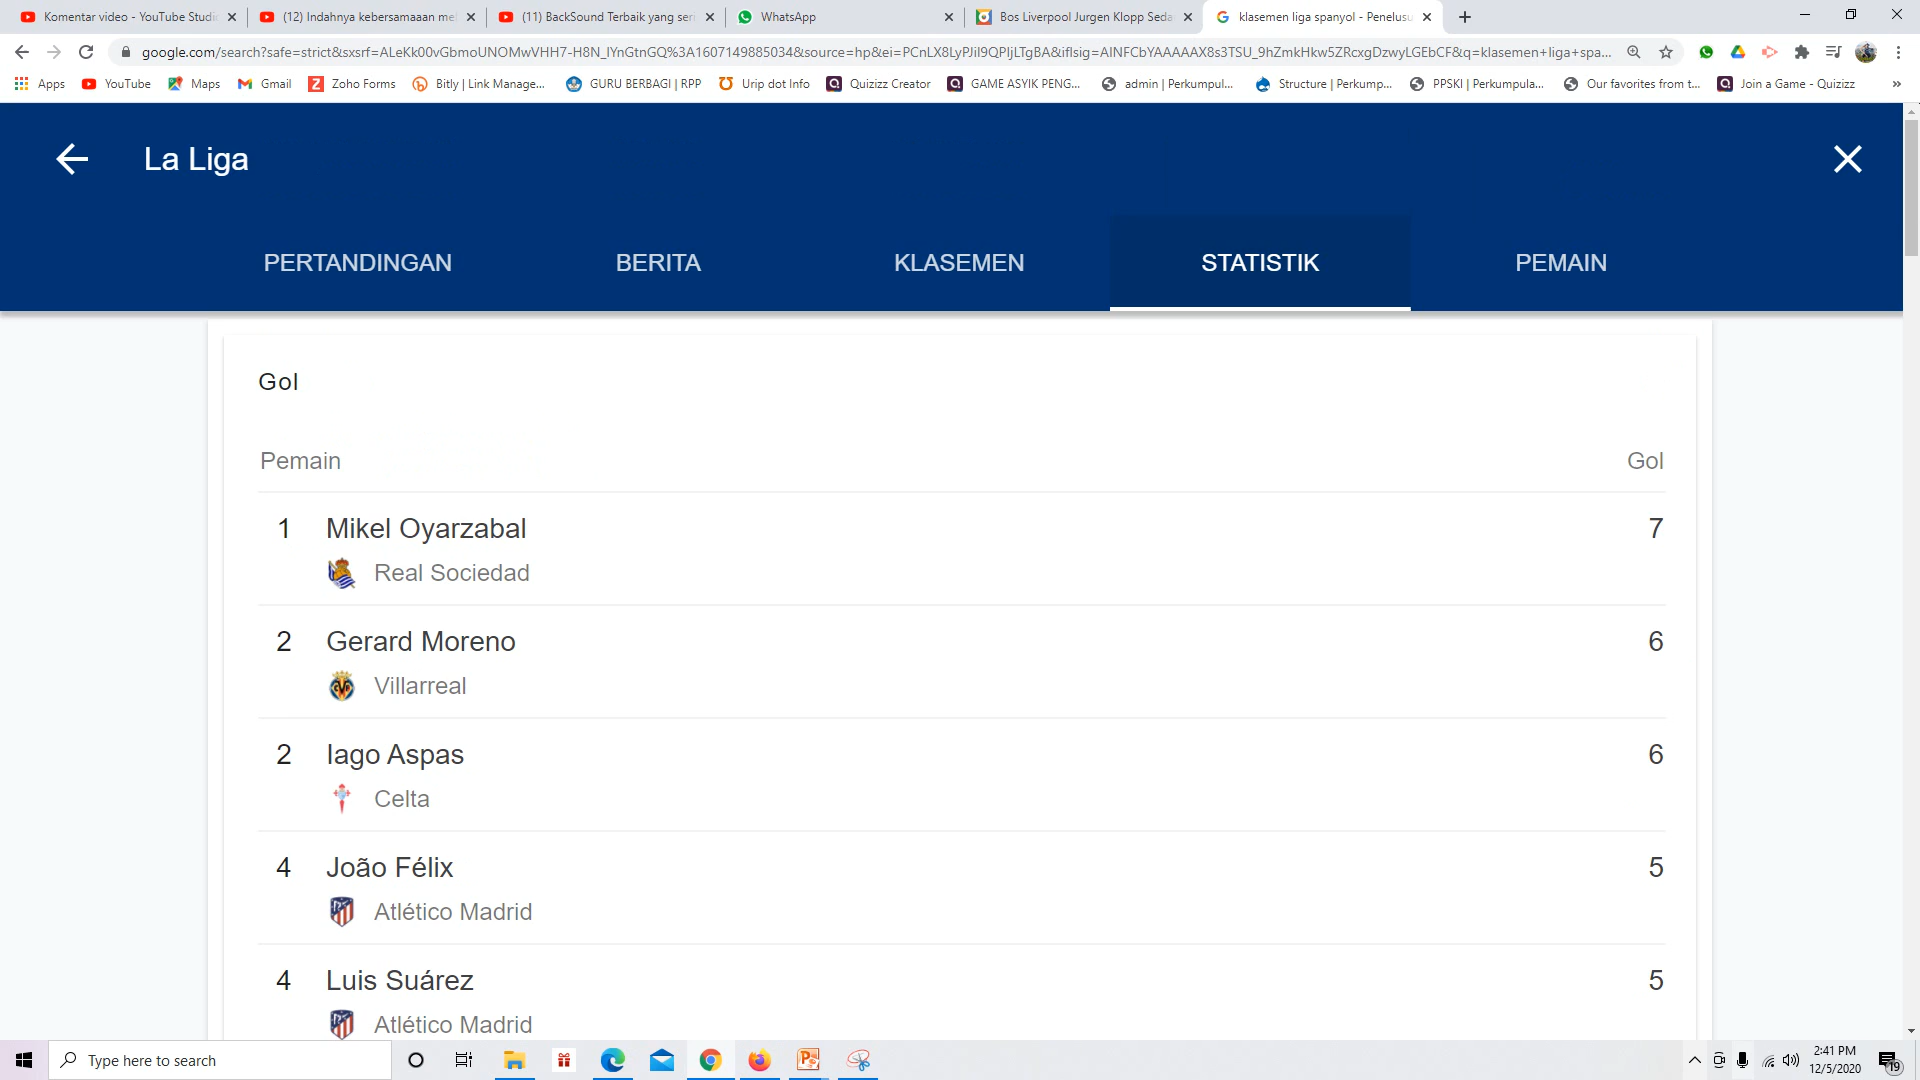 Komentar video - YouTube Studi
(12) Indahnya kebersamaaan me
(11) BackSound Terbaik yang ser
WhatsApp
Bos Liverpool Jurgen Klopp Seda
klasemen liga spanyol - Penelusu
google.com/search?safe=strict&sxsrf=ALeKk00vGbmoUNOMwVHH7-H8N_lYnGtnGQ%3A1607149885034&source=hp&ei=PCnLX8LyPJiI9QPIjLTgBA&iflsig=AINFCbYAAAAAX8s3TSU_9hZmkHkw5ZRcxgDzwyLGEbCF&q=klasemen+liga+spa...
Apps YouTube Maps Gmail Zoho Forms Bitly | Link Manage... GURU BERBAGI | RPP Urip dot Info Quizizz Creator GAME ASYIK PENG... admin | Perkumpul... Structure | Perkump... PPSKI | Perkumpula... Our favorites from t... Join a Game - Quizizz »
La Liga
PERTANDINGAN BERITA KLASEMEN STATISTIK PEMAIN
Gol
Pemain Gol
1 Mikel Oyarzabal 7
Real Sociedad
2 Gerard Moreno 6
Villarreal
2 Iago Aspas 6
Celta
4 João Félix 5
Atlético Madrid
4 Luis Suárez 5
Atlético Madrid
Type here to search
2:41 PM
12/5/2020
19